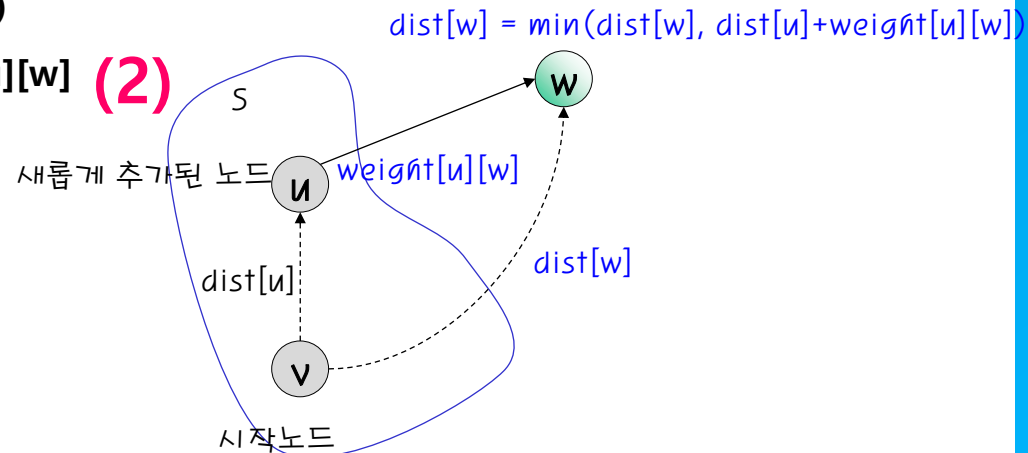 dist[w] = min(dist[w], dist[u]+weight[u][w])
][w] (2)
S
w
새롭게 추가된 노드
u
weight[u][w]
dist[u]
dist[w]
v
시작노드